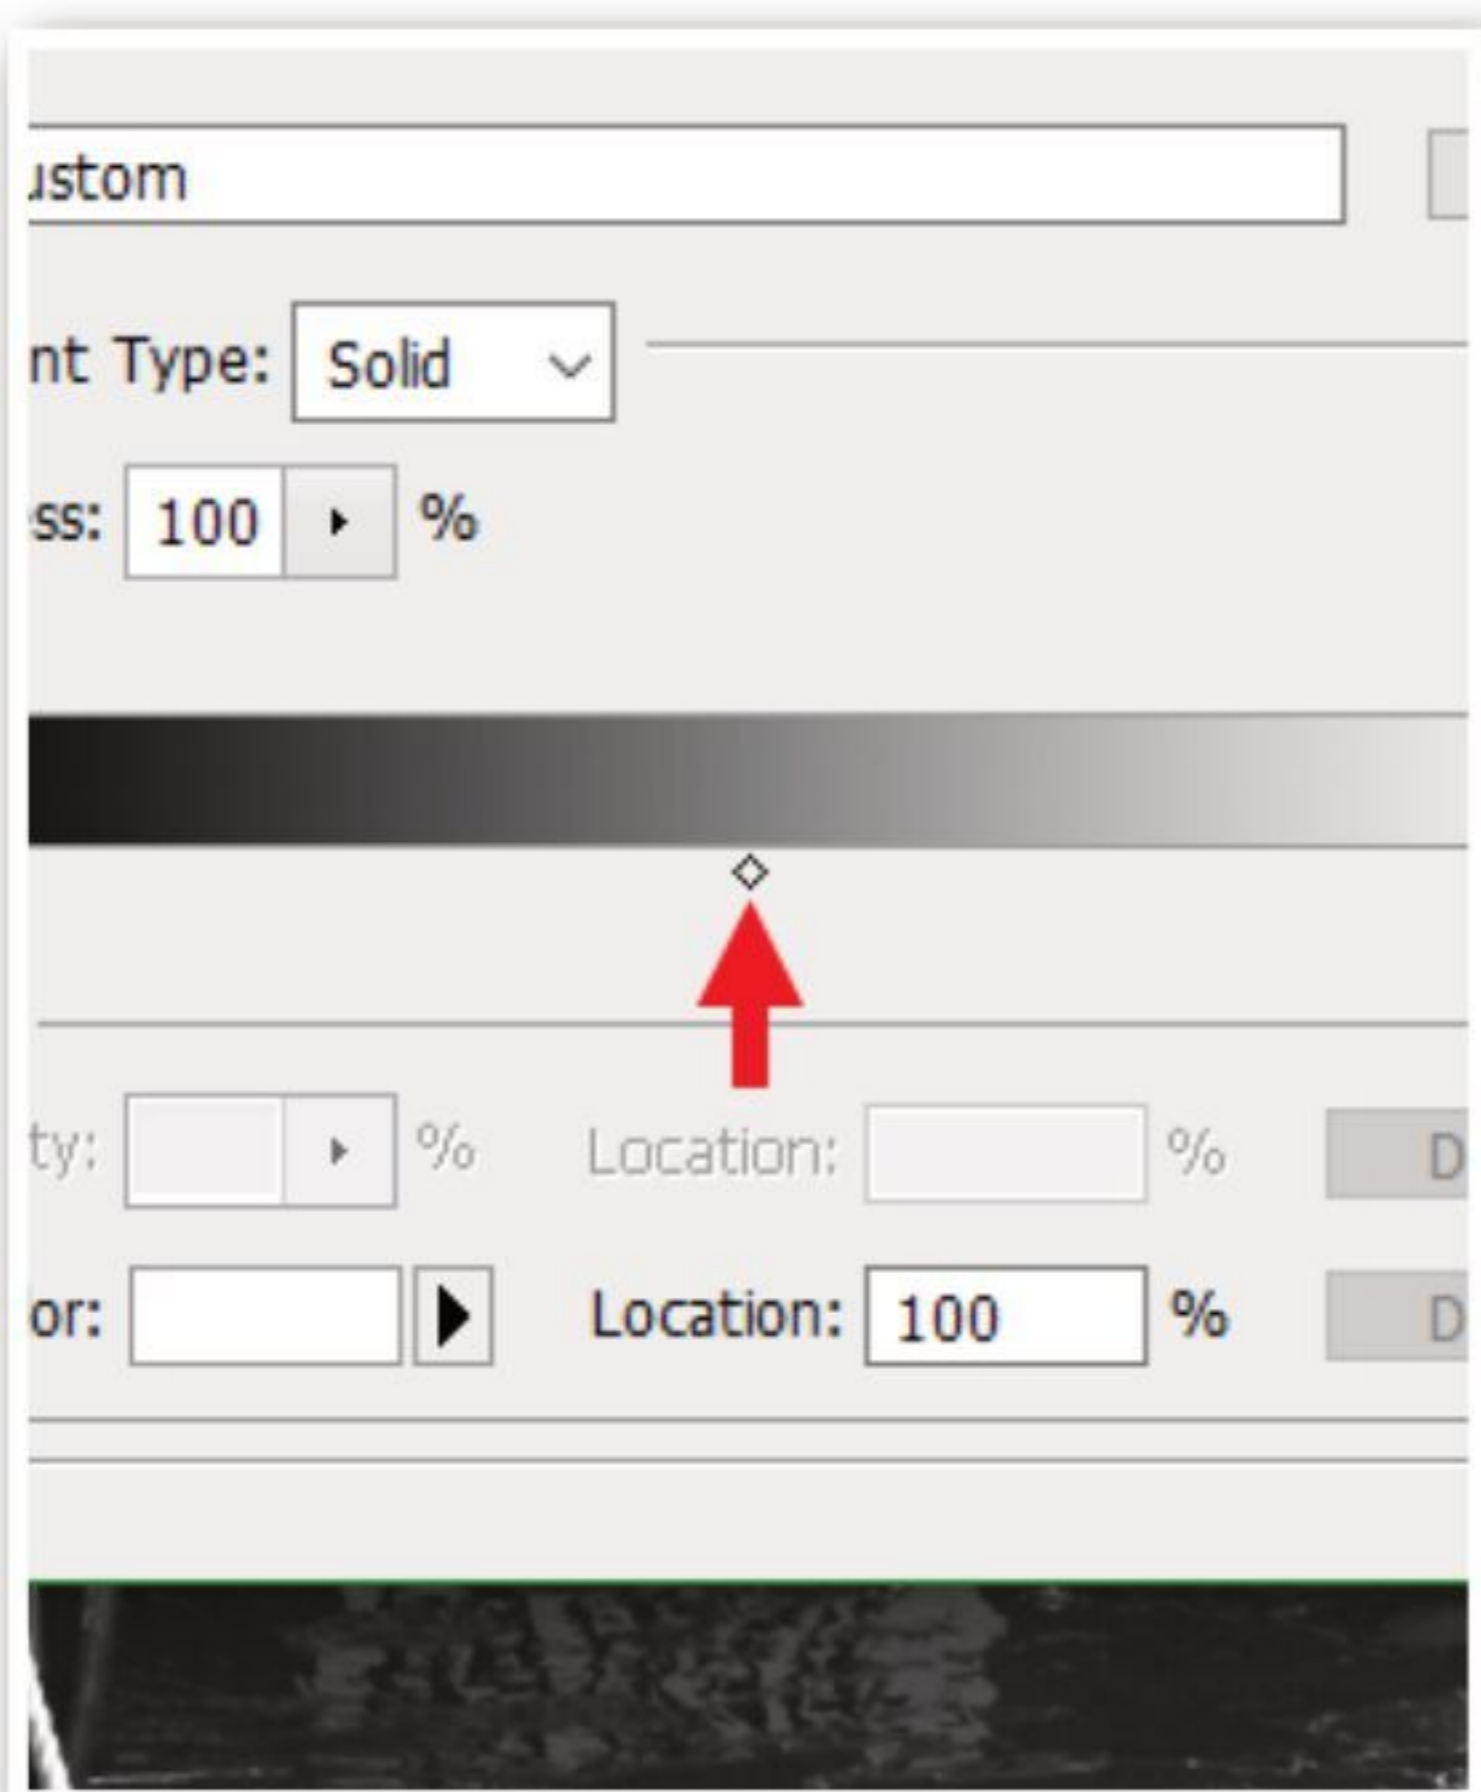 ustom
nt Type: Solid
ss: 100 %
ty: % Location: % D
or: Location: 100 % D